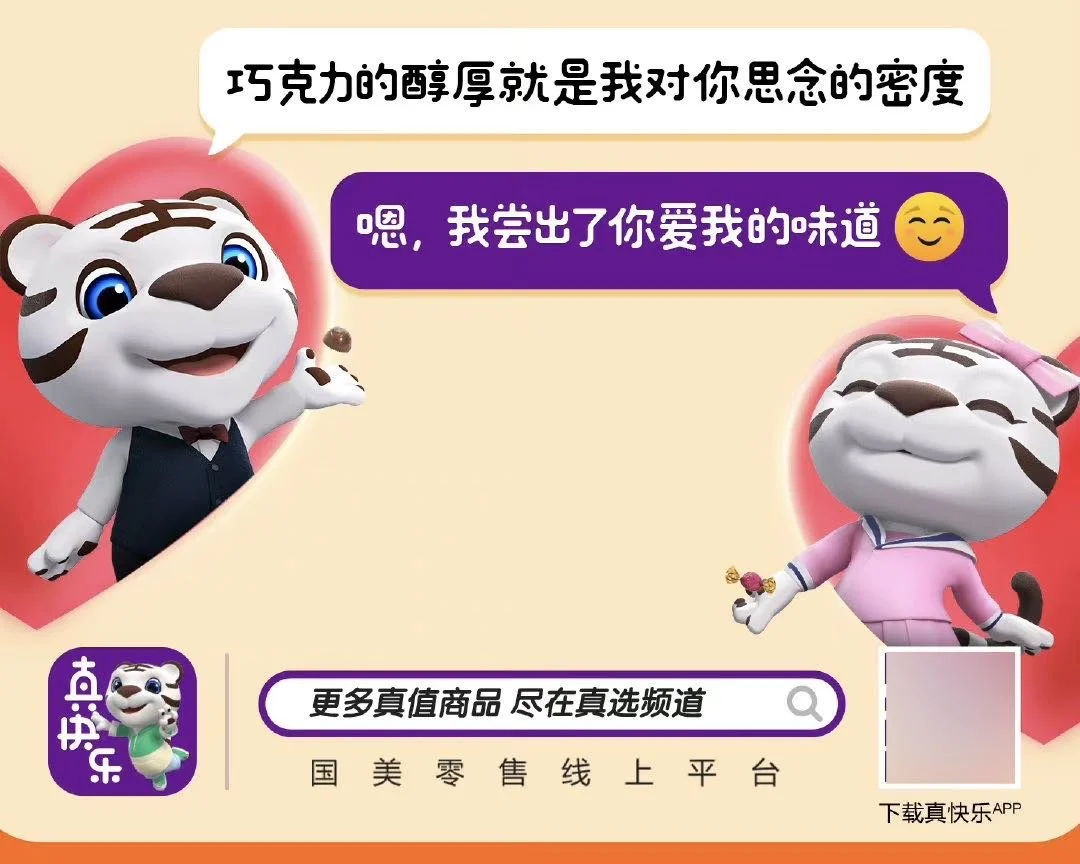 巧克力的醇厚就是我对你思念的密度
嗯，我尝出了你爱我的味道
真
快
乐
更多真值商品 尽在真选频道
国美零售线上平台
下载真快乐APP